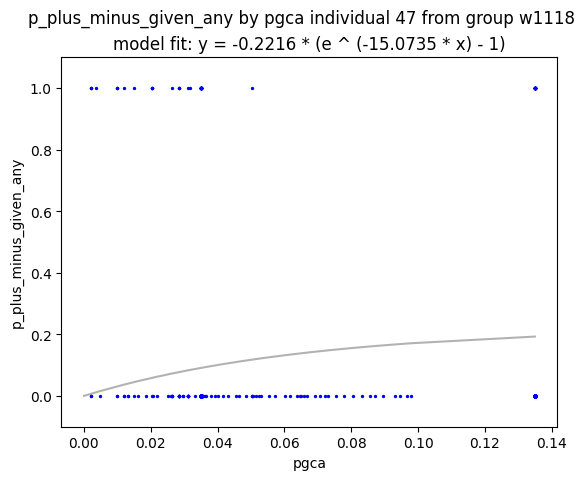 p_plus_minus_given_any by pgca individual 47 from group w1118
model fit: y = -0.2216 * (e ^ (-15.0735 * x) - 1)
1.0
0.8
0.6
0.4
0.2
0.0
p_plus_minus_given_any
0.00 0.02 0.04 0.06 0.08 0.10 0.12 0.14
pgca